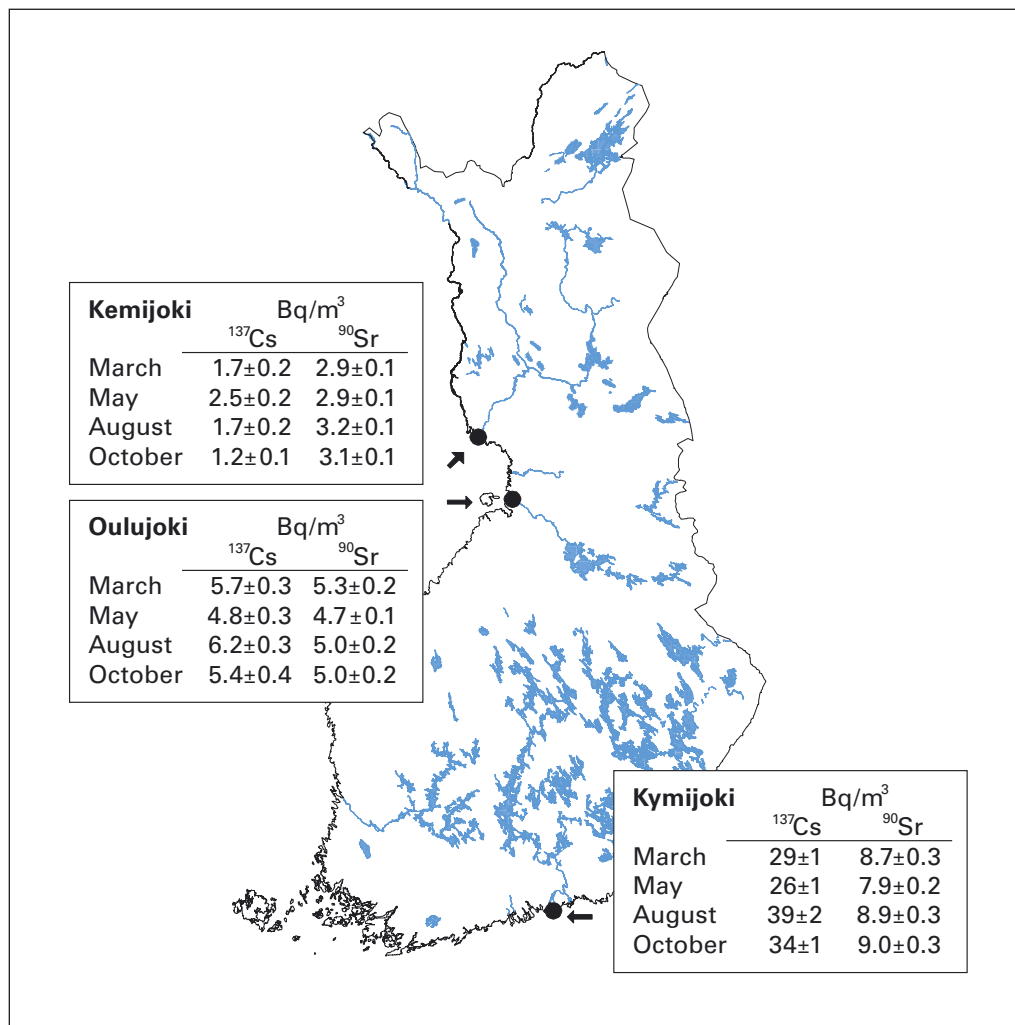 Kemijoki Bq/m³
¹³⁷Cs ⁹⁰Sr
March 1.7±0.2 2.9±0.1
May 2.5±0.2 2.9±0.1
August 1.7±0.2 3.2±0.1
October 1.2±0.1 3.1±0.1
Oulujoki Bq/m³
¹³⁷Cs ⁹⁰Sr
March 5.7±0.3 5.3±0.2
May 4.8±0.3 4.7±0.1
August 6.2±0.3 5.0±0.2
October 5.4±0.4 5.0±0.2
Kymijoki Bq/m³
¹³⁷Cs ⁹⁰Sr
March 29±1 8.7±0.3
May 26±1 7.9±0.2
August 39±2 8.9±0.3
October 34±1 9.0±0.3